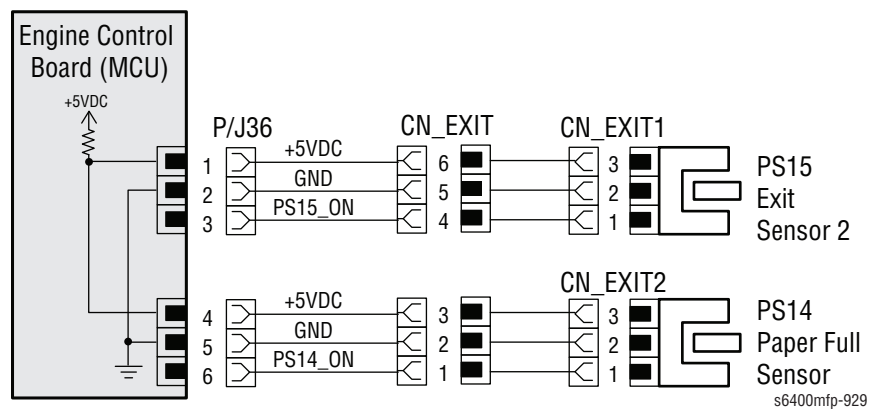 Engine Control
Board (MCU)
+5VDC
P/J36
CN_EXIT
CN_EXIT1
1
+5VDC
6
3
PS15
2
GND
5
2
Exit
3
PS15_ON
4
1
Sensor 2
CN_EXIT2
4
+5VDC
3
3
PS14
5
GND
2
2
Paper Full
6
PS14_ON
1
1
Sensor
s6400mfp-929